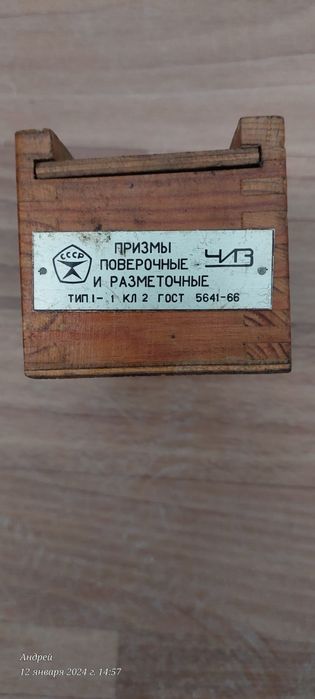 СССР
ПРИЗМЫ
ПОВЕРОЧНЫЕ
И РАЗМЕТОЧНЫЕ
ЧИЗ
ТИП I- 1 КЛ 2 ГОСТ 5641-66
Андрей
12 января 2024 г. 14:57